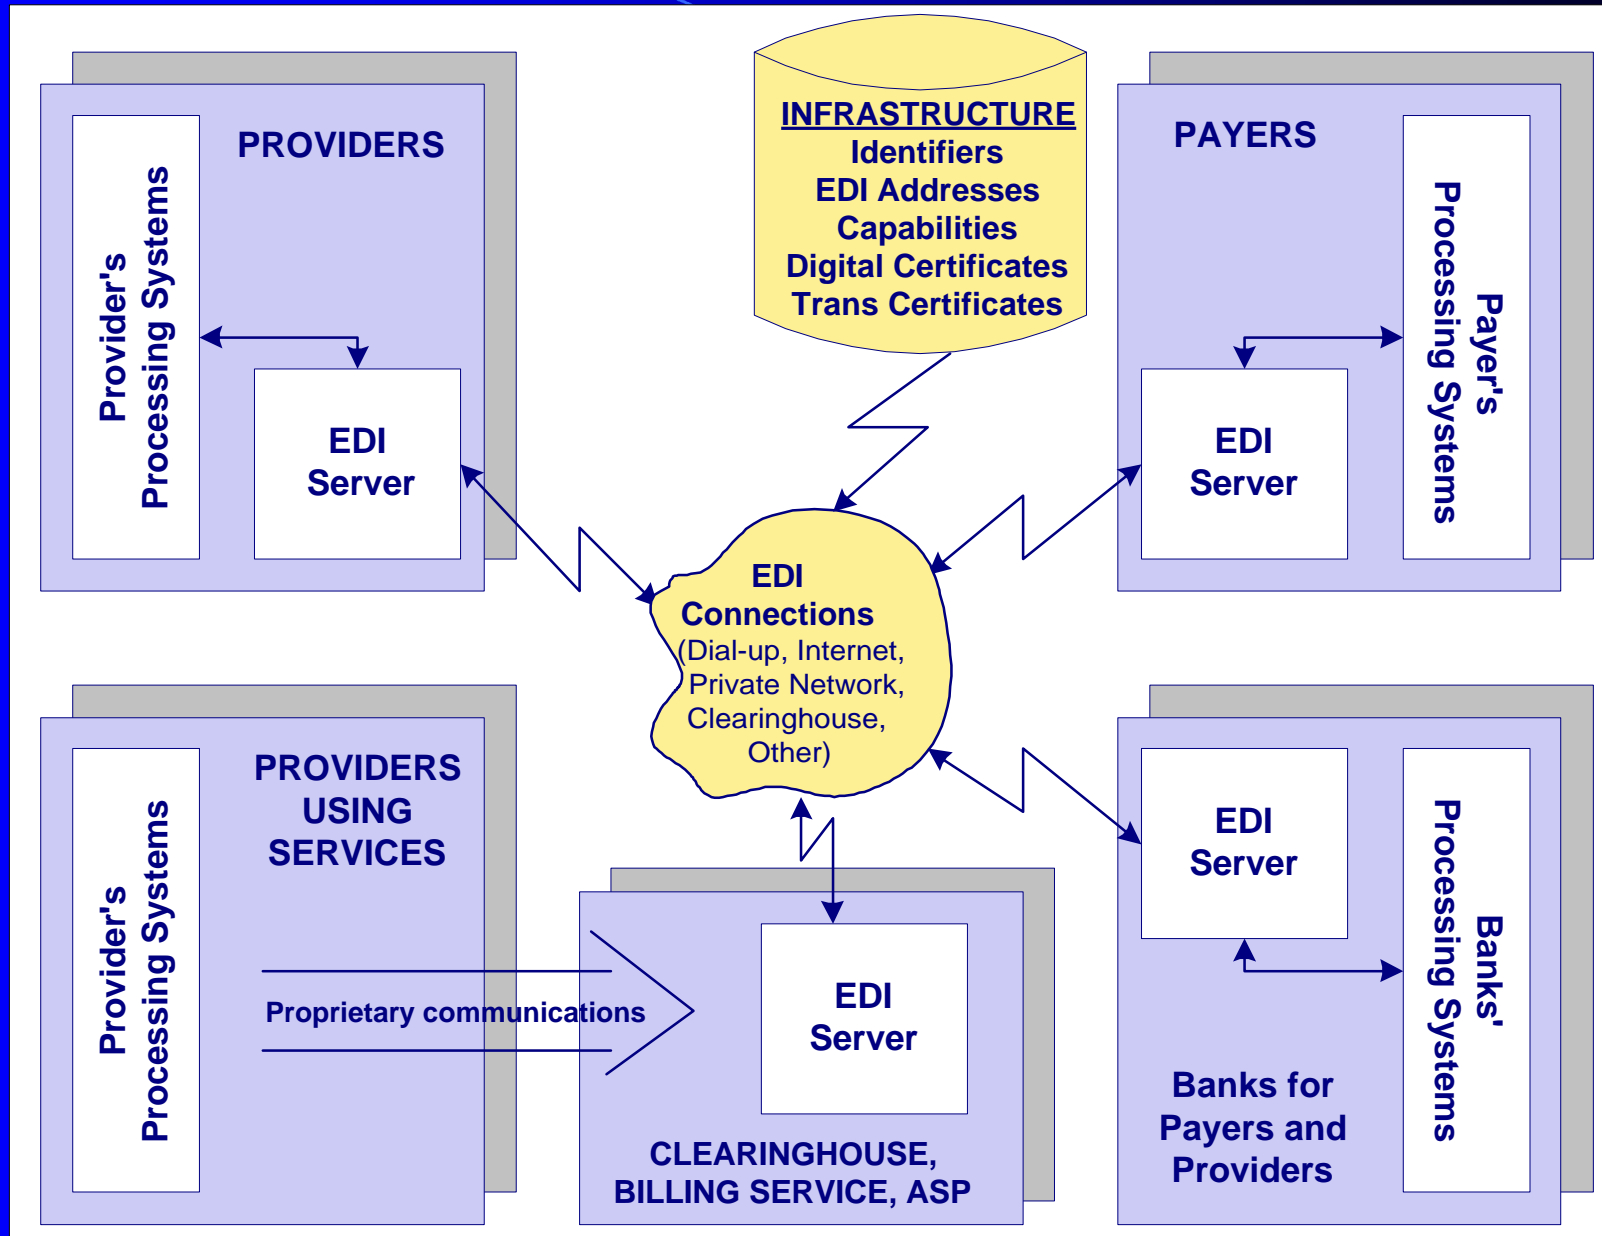 PROVIDERS
Provider's
Processing Systems
EDI
Server
INFRASTRUCTURE
Identifiers
EDI Addresses
Capabilities
Digital Certificates
Trans Certificates
PAYERS
Payer's
Processing Systems
EDI
Server
EDI
Connections
(Dial-up, Internet,
Private Network,
Clearinghouse,
Other)
PROVIDERS
USING
SERVICES
Provider's
Processing Systems
Proprietary communications
EDI
Server
CLEARINGHOUSE,
BILLING SERVICE, ASP
EDI
Server
Banks'
Processing Systems
Banks for
Payers and
Providers